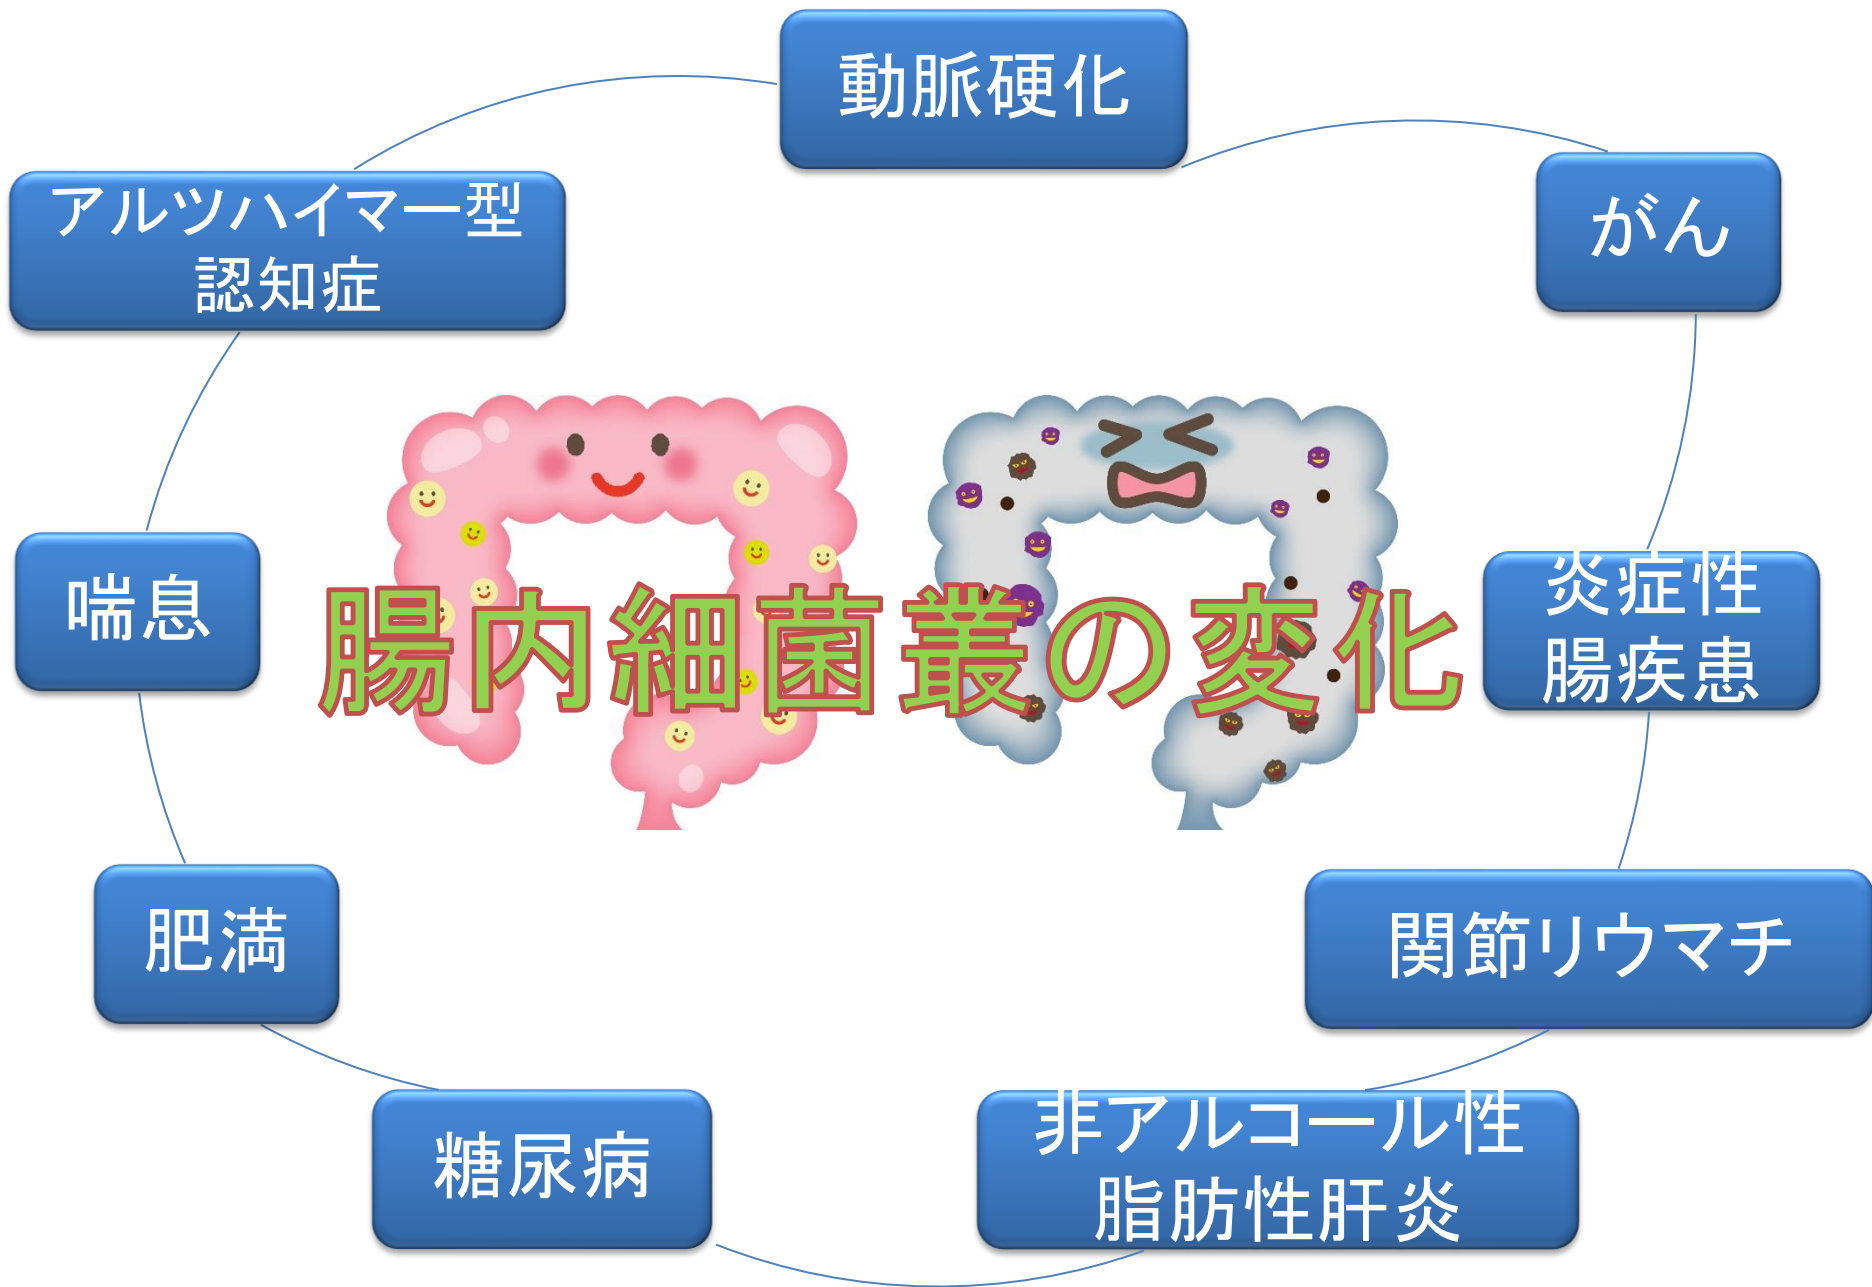 動脈硬化
がん
炎症性
腸疾患
関節リウマチ
非アルコール性
脂肪性肝炎
糖尿病
肥満
喘息
アルツハイマー型
認知症
腸内細菌叢の変化